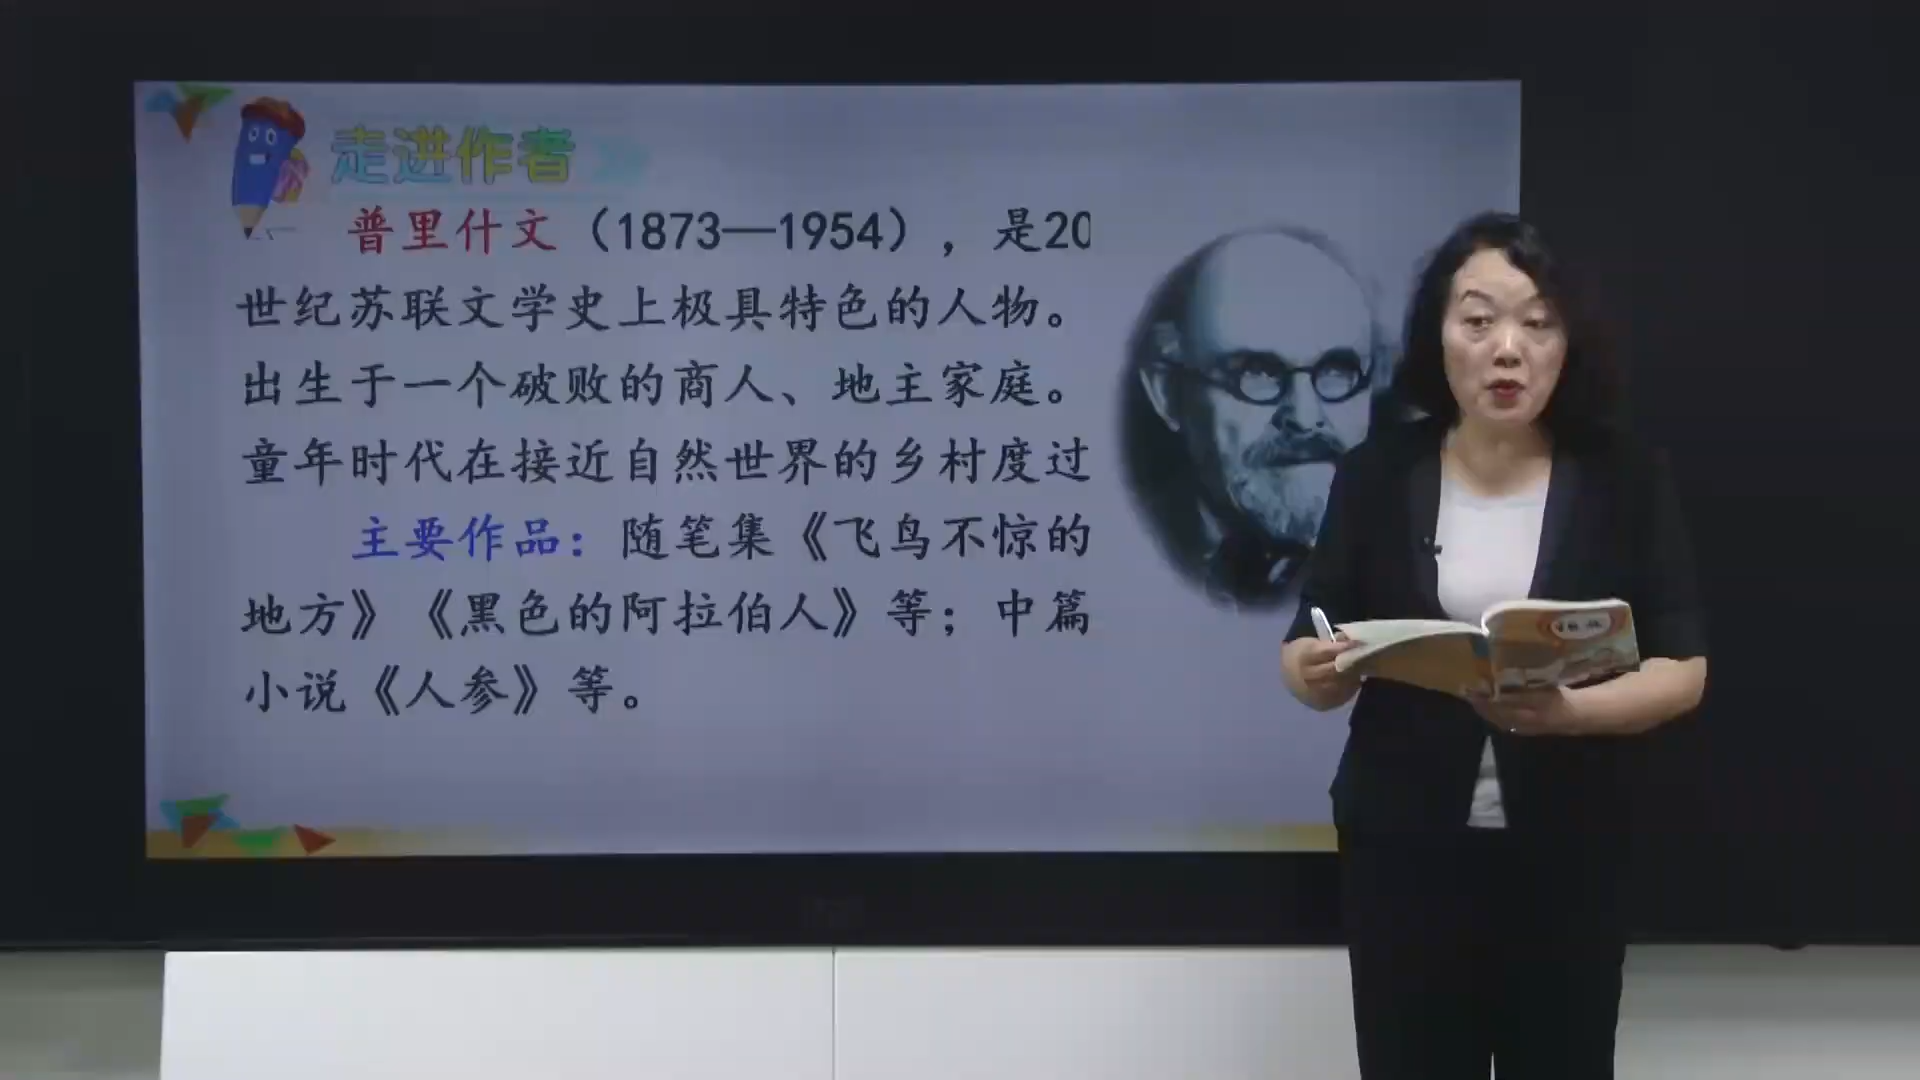 走进作者
普里什文（1873—1954），是20
世纪苏联文学史上极具特色的人物。
出生于一个破败的商人、地主家庭。
童年时代在接近自然世界的乡村度过
主要作品：随笔集《飞鸟不惊的
地方》《黑色的阿拉伯人》等；中篇
小说《人参》等。